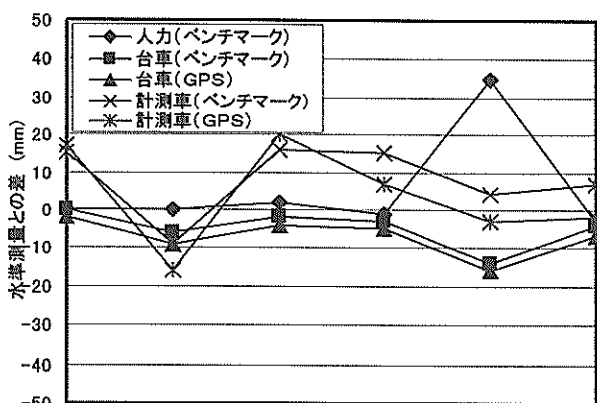 50
40
30
20
10
0
-10
-20
-30
-40
-50
水準測量との差 (mm)
人力(ベンチマーク)
台車(ベンチマーク)
台車(GPS)
計測車(ベンチマーク)
計測車(GPS)